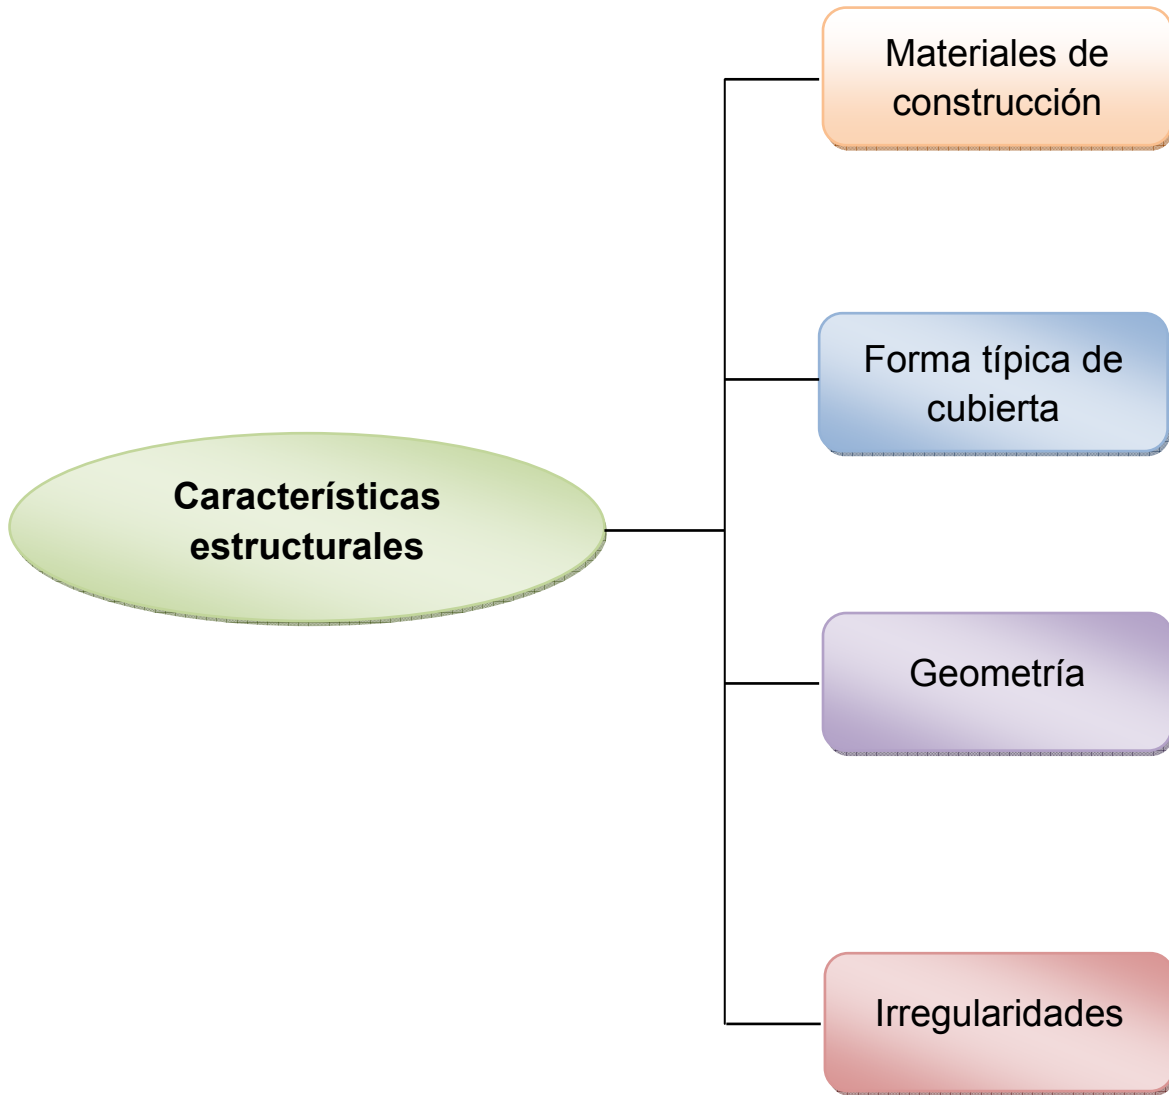 Materiales de
construcción
Forma típica de
cubierta
Características
estructurales
Geometría
Irregularidades